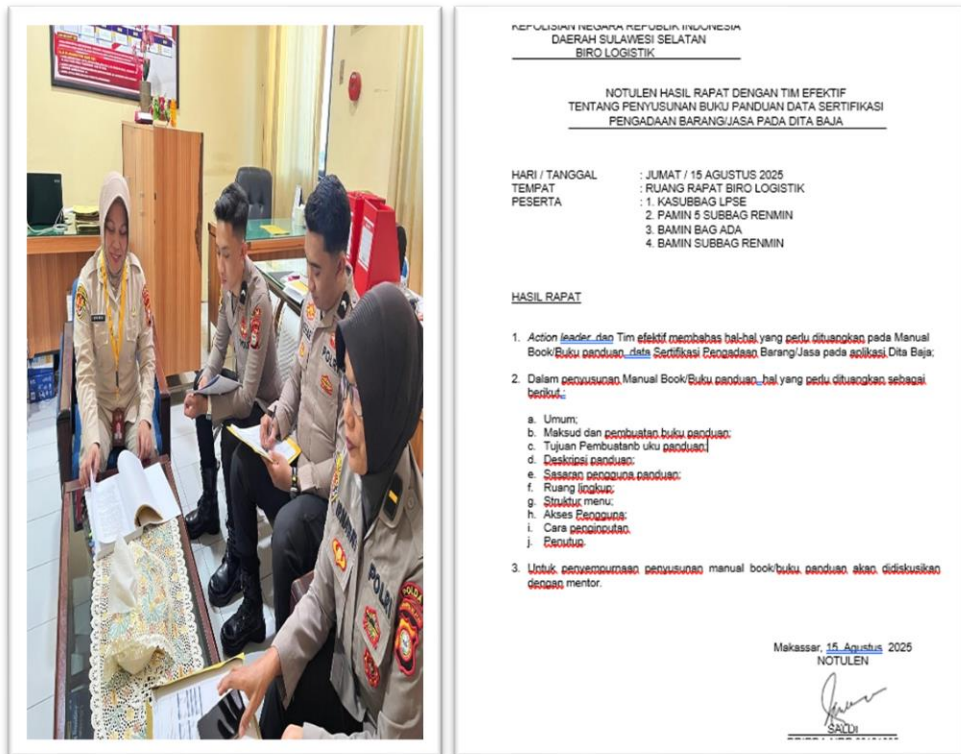 POLRI
POLDA
KEPOLISIAN NEGARA REPUBLIK INDONESIA
DAERAH SULAWESI SELATAN
BIRO LOGISTIK
NOTULEN HASIL RAPAT DENGAN TIM EFEKTIF
TENTANG PENYUSUNAN BUKU PANDUAN DATA SERTIFIKASI
PENGADAAN BARANG/JASA PADA DITA BAJA
HARI / TANGGAL : JUMAT / 15 AGUSTUS 2025
TEMPAT : RUANG RAPAT BIRO LOGISTIK
PESERTA : 1. KASUBBAG LPSE
2. PAMIN 5 SUBBAG RENMIN
3. BAMIN BAG ADA
4. BAMIN SUBBAG RENMIN
HASIL RAPAT
1. Action leader dan Tim efektif membahas hal-hal yang perlu dituangkan pada Manual
Book/Buku panduan data Sertifikasi Pengadaan Barang/Jasa pada aplikasi Dita Baja;
2. Dalam penyusunan Manual Book/Buku panduan hal yang perlu dituangkan sebagai
berikut :
a. Umum;
b. Maksud dan pembuatan buku panduan;
c. Tujuan Pembuatanb uku panduan;
d. Deskripsi panduan;
e. Sasaran pengguna panduan;
f. Ruang lingkup;
g. Struktur menu;
h. Akses Pengguna;
i. Cara penginputan
j. Penutup.
3. Untuk penyempurnaan penyusunan manual book/buku panduan akan didiskusikan
dengan mentor.
Makassar, 15 Agustus 2025
NOTULEN
SALDI